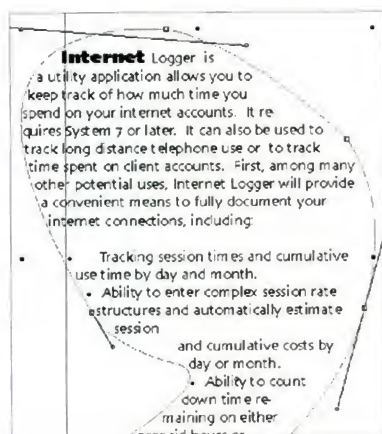 Internet Logger is
a utility application allows you to
keep track of how much time you
spend on your internet accounts. It re
quires System 7 or later. It can also be used to
track long distance telephone use or to track
time spent on client accounts. First, among many
other potential uses, Internet Logger will provide
a convenient means to fully document your
internet connections, including:
Tracking session times and cumulative
use time by day and month.
• Ability to enter complex session rate
structures and automatically estimate
session
and cumulative costs by
day or month.
• Ability to count
down time re-
maining on either